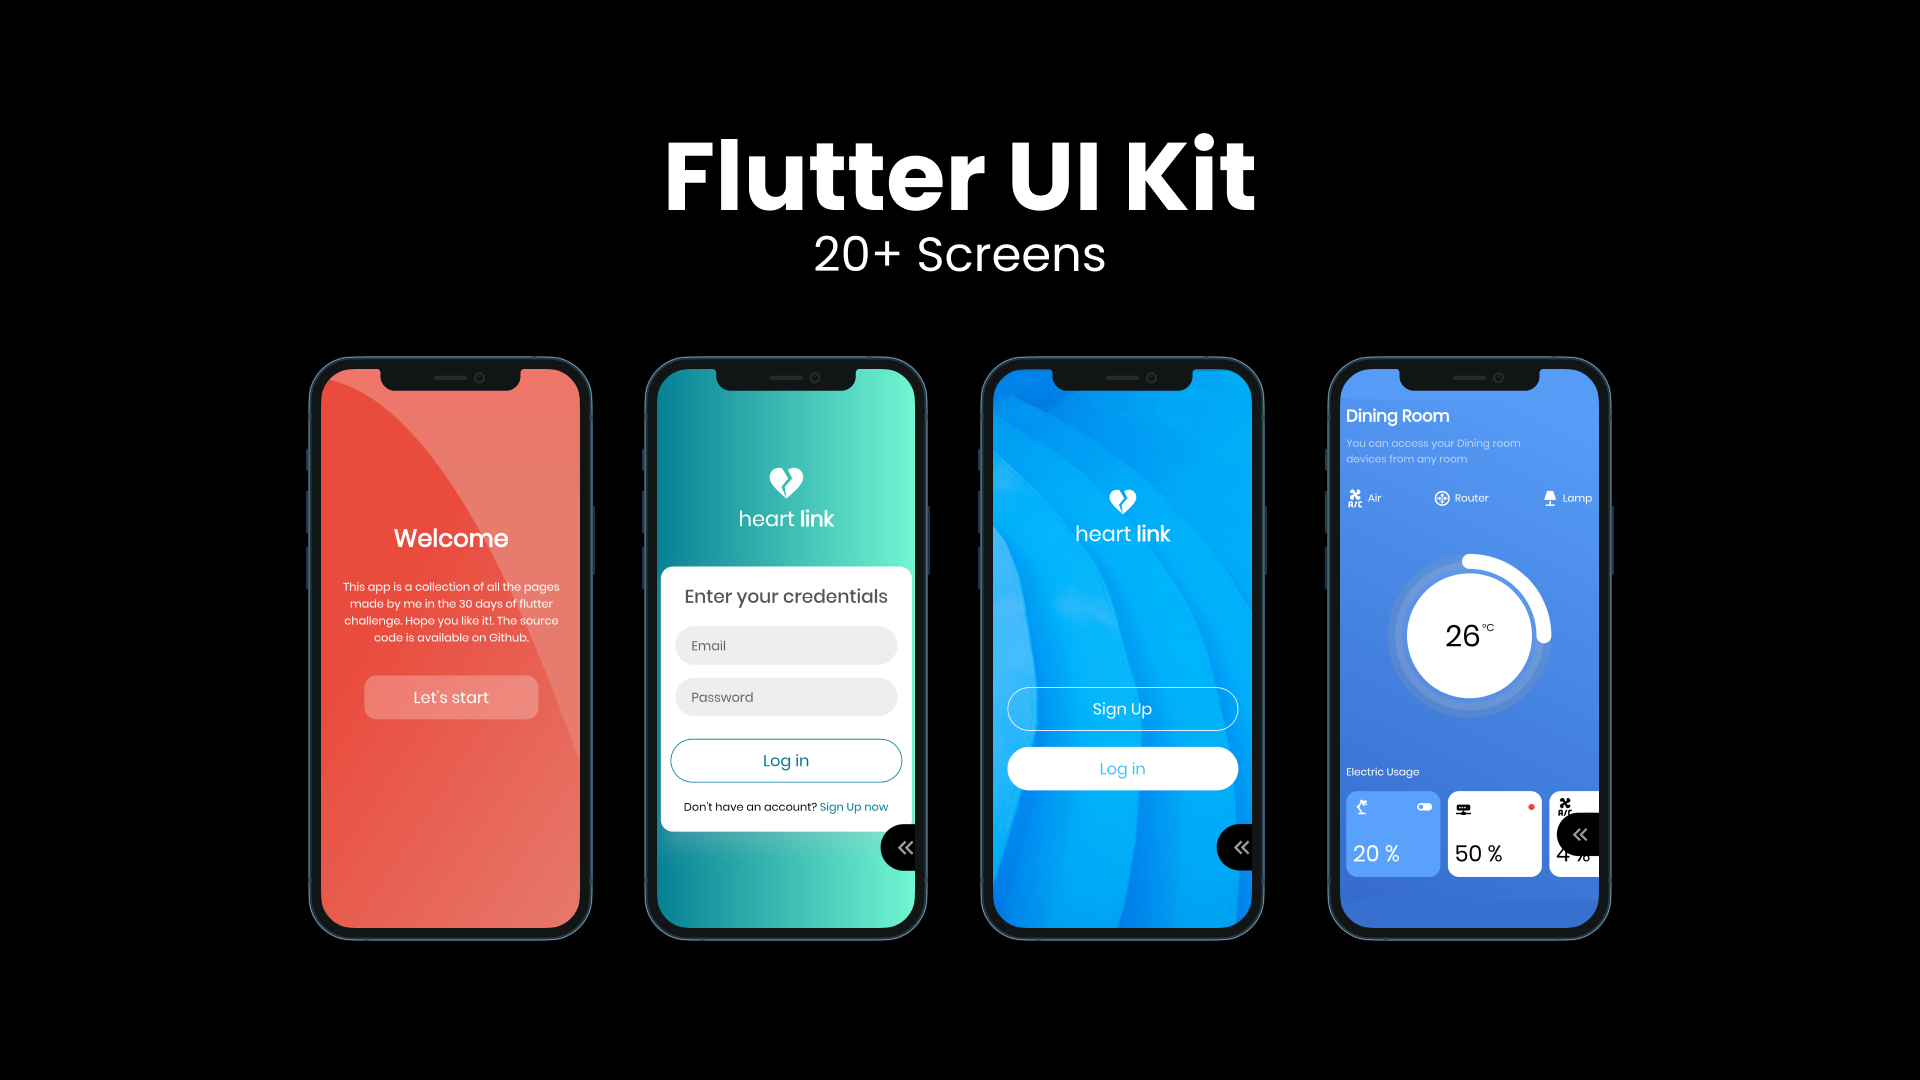 Flutter UI Kit
20+ Screens
Welcome
This app is a collection of all the pages
made by me in the 30 days of flutter
challenge. Hope you like it!. The source
code is available on Github.
Let's start
heart link
Enter your credentials
Email
Password
Log in
Don't have an account? Sign Up now
heart link
Sign Up
Log in
Dining Room
You can access your Dining room
devices from any room
A/C Air
Router
Lamp
26 °C
Electric Usage
20 %
50 %
A/C
4 %